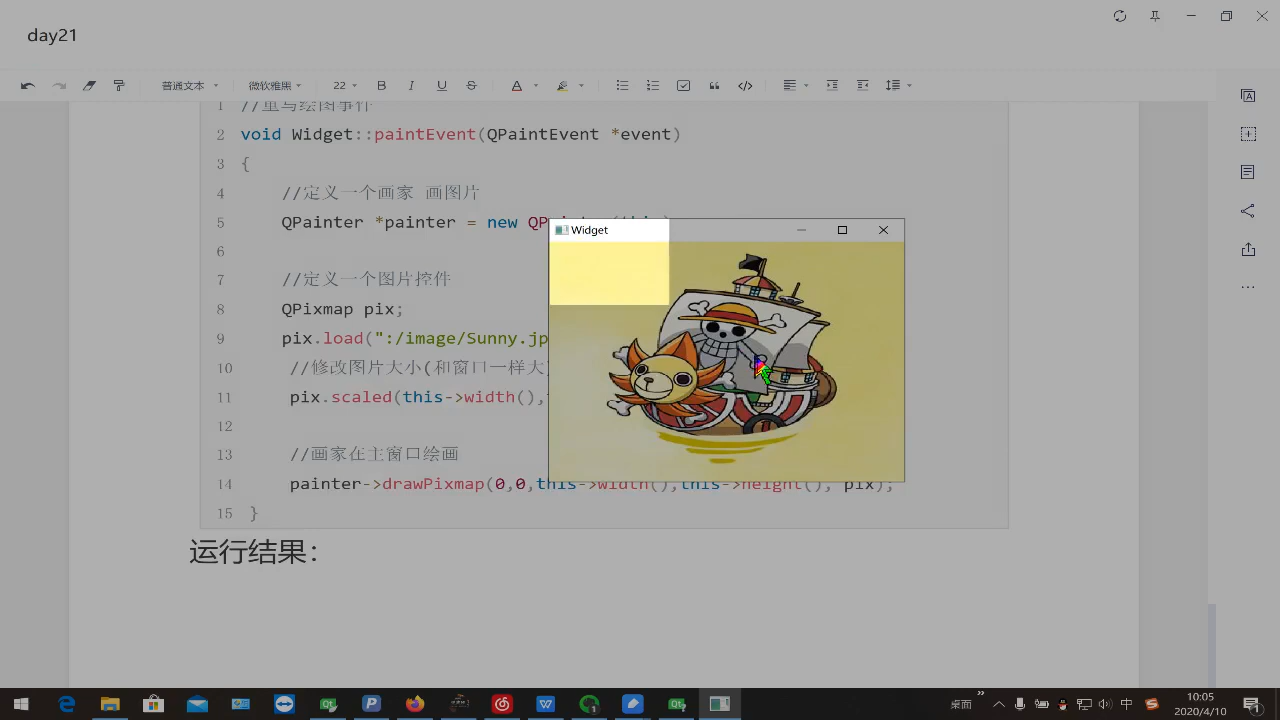 day21
普通文本
微软雅黑
22
1 //重写绘图事件
2 void Widget::paintEvent(QPaintEvent *event)
3 {
4 //定义一个画家 画图片
5 QPainter *painter = new
6
7 //定义一个图片控件
8 QPixmap pix;
9 pix.load(":/image/Sunny.jp
10 //修改图片大小(和窗口一样大
11 pix.scaled(this->width(),
12
13 //画家在主窗口绘画
14 painter->drawPixmap(0,0,this->width(),this->height(), pix);
15 }
Widget
运行结果：
桌面
中
10:05
2020/4/10